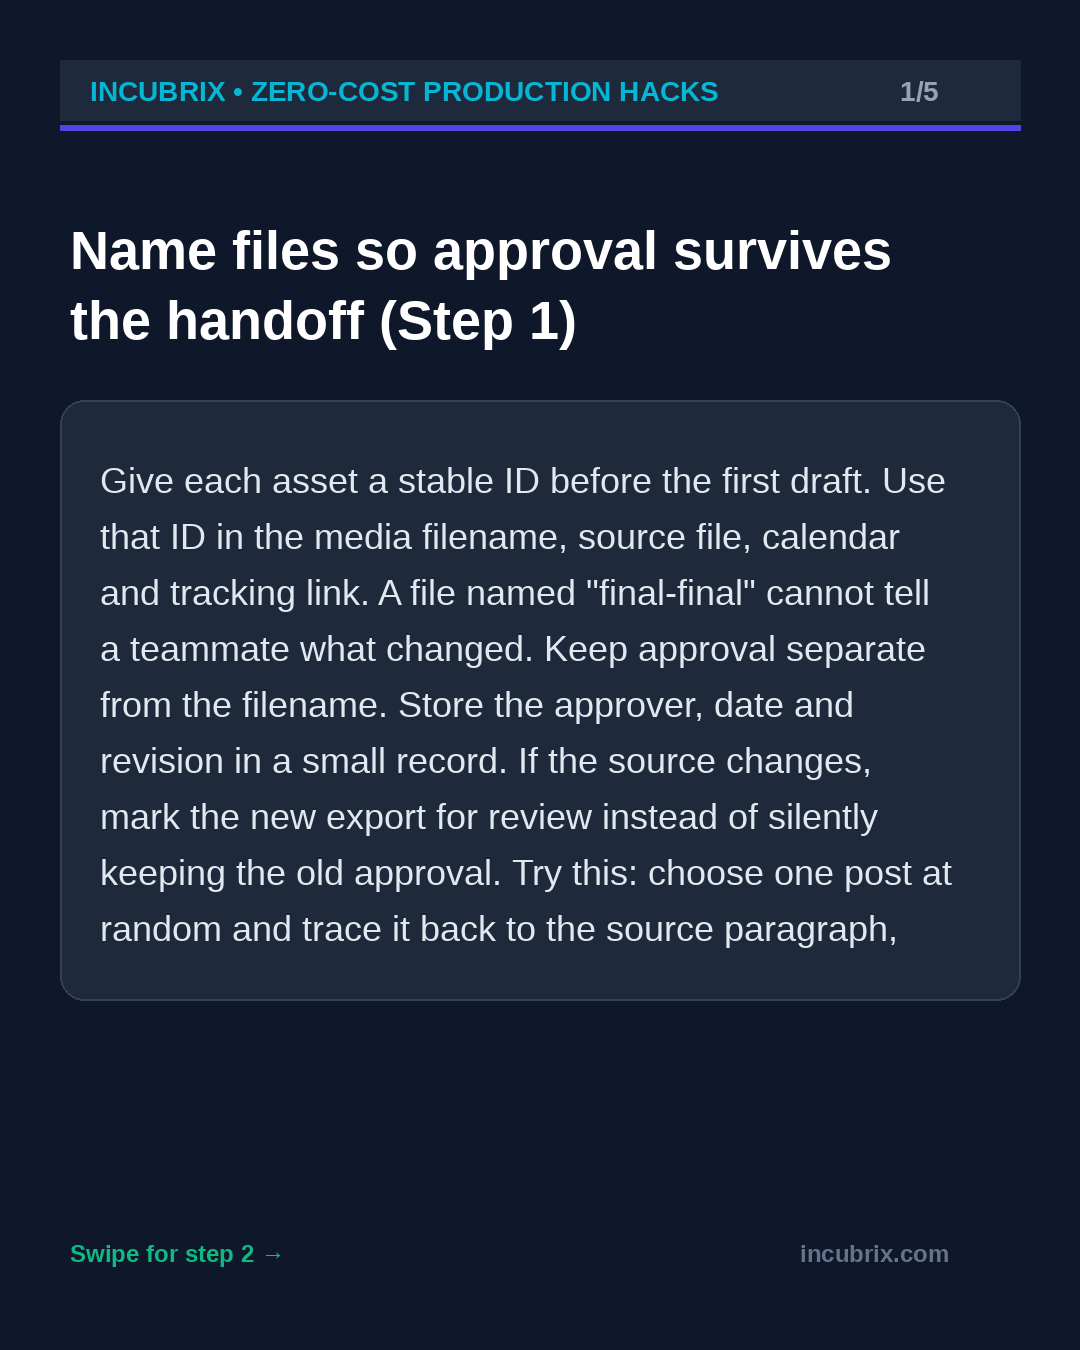 INCUBRIX • ZERO-COST PRODUCTION HACKS 1/5
Name files so approval survives
the handoff (Step 1)
Give each asset a stable ID before the first draft. Use
that ID in the media filename, source file, calendar
and tracking link. A file named "final-final" cannot tell
a teammate what changed. Keep approval separate
from the filename. Store the approver, date and
revision in a small record. If the source changes,
mark the new export for review instead of silently
keeping the old approval. Try this: choose one post at
random and trace it back to the source paragraph,
Swipe for step 2 → incubrix.com